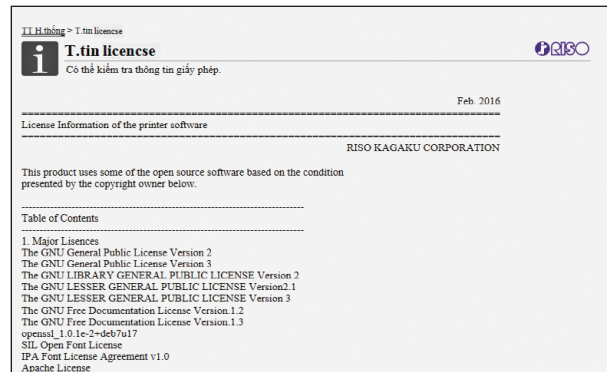 TT H.thống > T.tin licencse
T.tin licencse
RISO
Có thể kiểm tra thông tin giấy phép.
Feb. 2016
================================================================================
License Information of the printer software
================================================================================
RISO KAGAKU CORPORATION
This product uses some of the open source software based on the condition
presented by the copyright owner below.
--------------------------------------------------------------------------------
Table of Contents
--------------------------------------------------------------------------------
1. Major Lisences
The GNU General Public License Version 2
The GNU General Public License Version 3
The GNU LIBRARY GENERAL PUBLIC LICENSE Version 2
The GNU LESSER GENERAL PUBLIC LICENSE Version2.1
The GNU LESSER GENERAL PUBLIC LICENSE Version 3
The GNU Free Documentation License Version.1.2
The GNU Free Documentation License Version.1.3
openssl_1.0.1e-2+deb7u17
SIL Open Font License
IPA Font License Agreement v1.0
Apache License